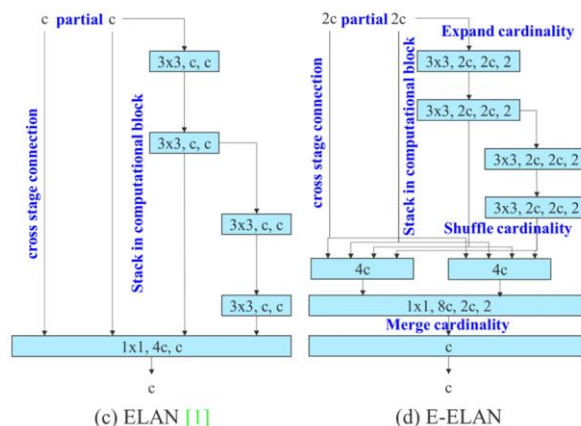 c partial c
3x3, c, c
3x3, c, c
3x3, c, c
3x3, c, c
cross stage connection
Stack in computational block
1x1, 4c, c
c
(c) ELAN [1]
2c partial 2c
Expand cardinality
3x3, 2c, 2c, 2
3x3, 2c, 2c, 2
3x3, 2c, 2c, 2
3x3, 2c, 2c, 2
cross stage connection
Stack in computational block
Shuffle cardinality
4c 4c
1x1, 8c, 2c, 2
Merge cardinality
c
c
(d) E-ELAN